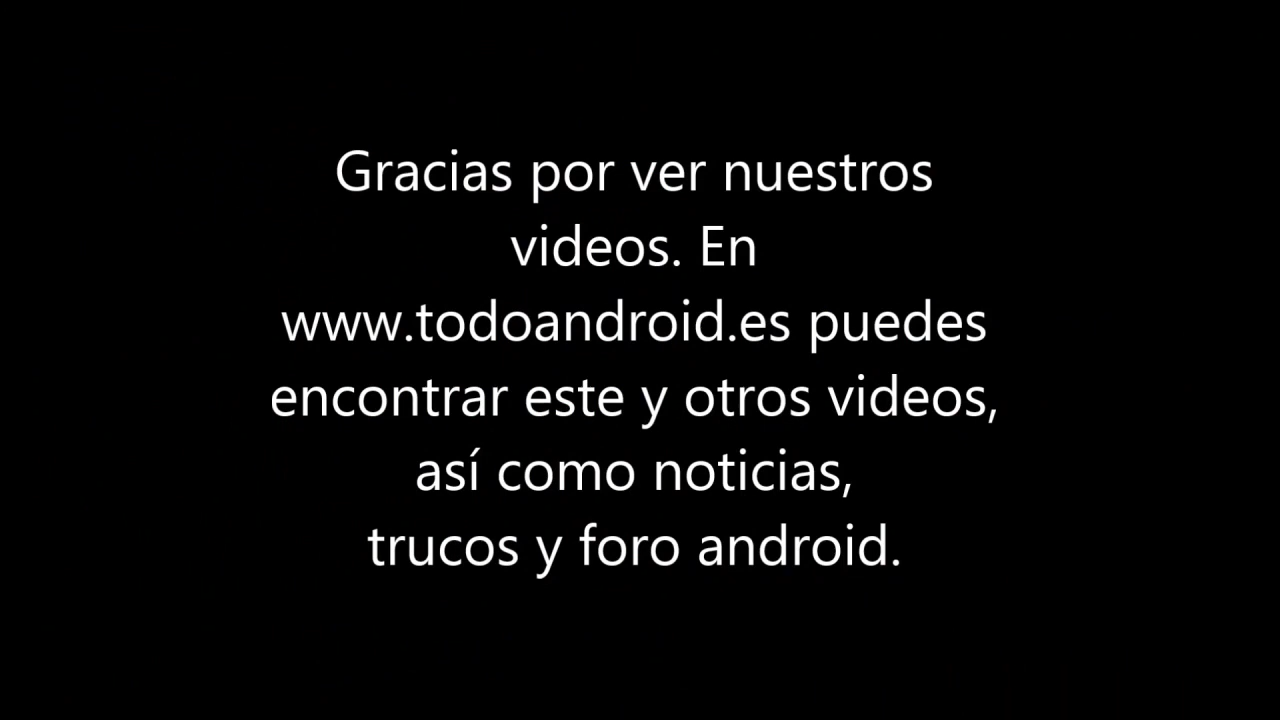 Gracias por ver nuestros
videos. En
www.todoandroid.es puedes
encontrar este y otros videos,
así como noticias,
trucos y foro android.